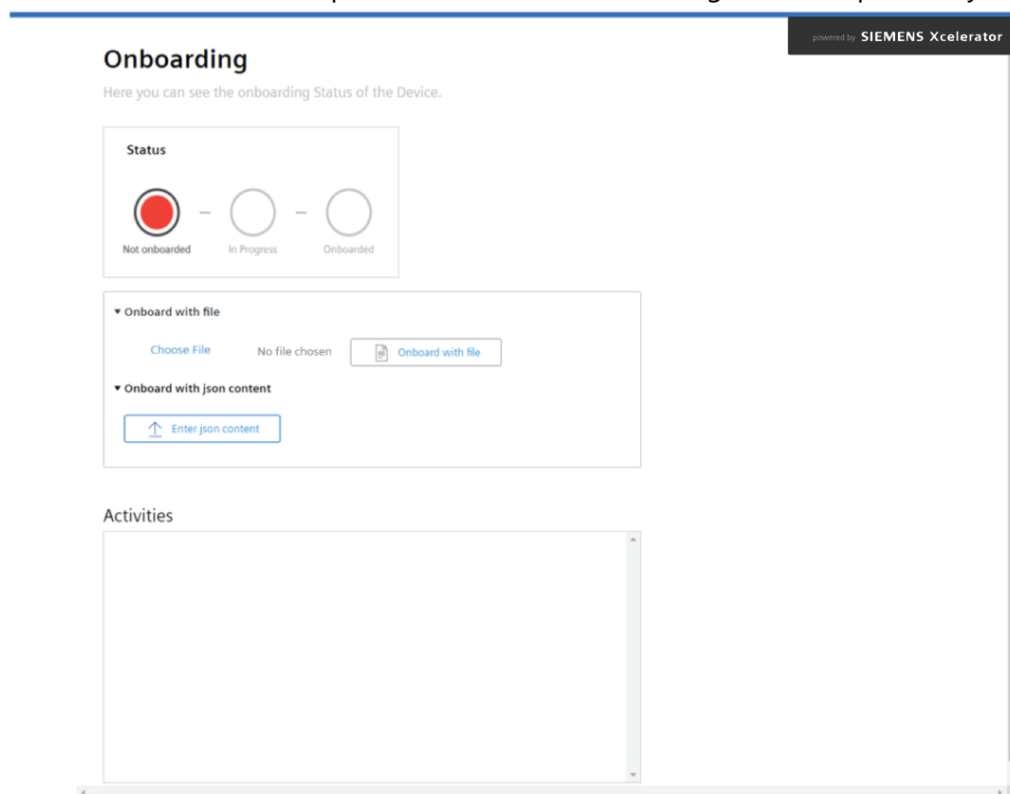 powered by SIEMENS Xcelerator
Onboarding
Here you can see the onboarding Status of the Device.
Status
Not onboarded In Progress Onboarded
▾ Onboard with file
Choose File No file chosen Onboard with file
▾ Onboard with json content
Enter json content
Activities